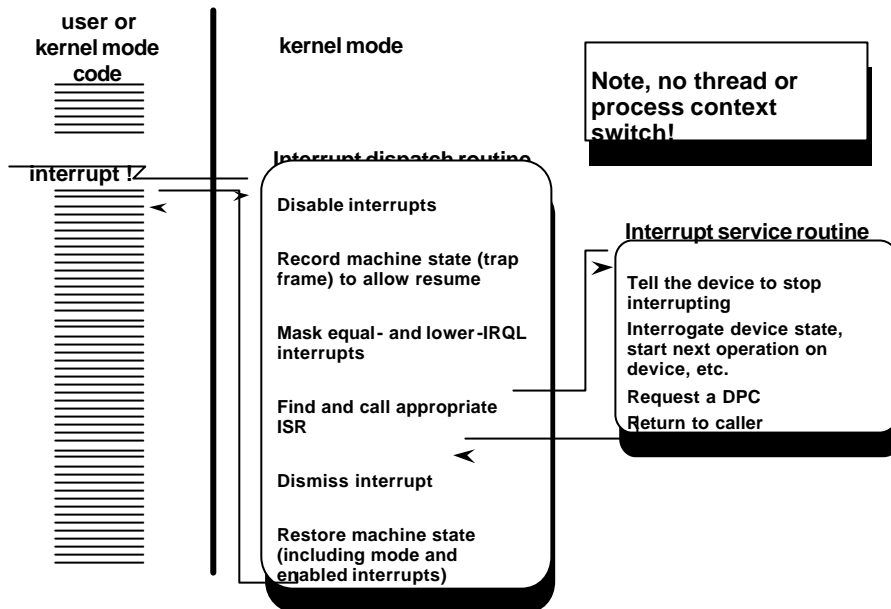 user or
kernel mode
code
kernel mode
Note, no thread or
process context
switch!
interrupt !
Interrupt dispatch routine
Disable interrupts
Record machine state (trap
frame) to allow resume
Mask equal- and lower-IRQL
interrupts
Find and call appropriate
ISR
Dismiss interrupt
Restore machine state
(including mode and
enabled interrupts)
Interrupt service routine
Tell the device to stop
interrupting
Interrogate device state,
start next operation on
device, etc.
Request a DPC
Return to caller